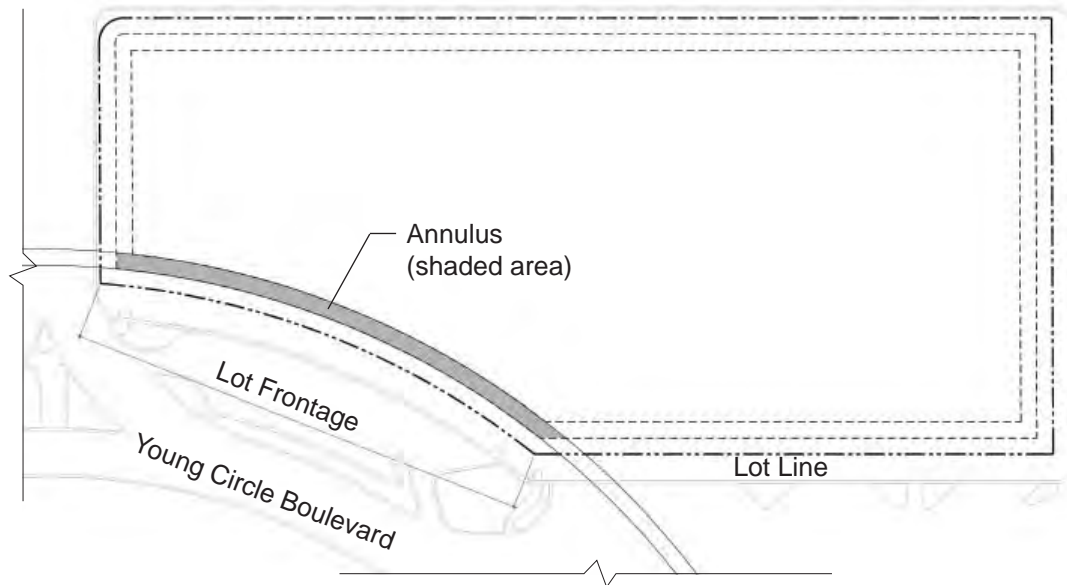 Annulus
(shaded area)
Lot Frontage
Young Circle Boulevard
Lot Line